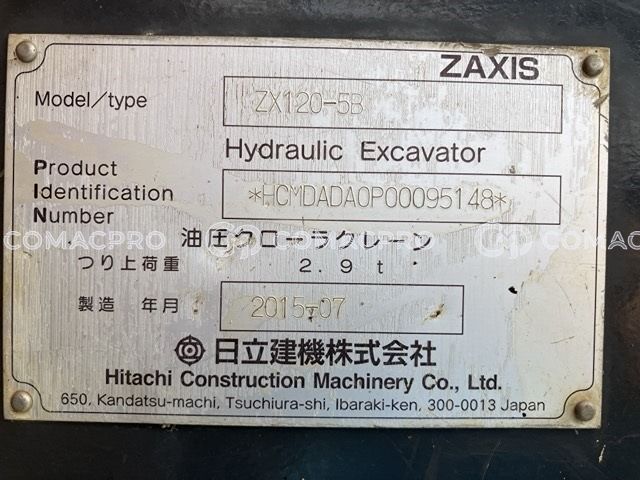 ZAXIS
Model/type ZX120-5B
Hydraulic Excavator
Product
Identification *HCMDADA0P00095148*
Number
COMACPRO COMACPRO
油圧クローラクレーン
つり上荷重 2.9 t
製造 年月 2015-07
日立建機株式会社
Hitachi Construction Machinery Co., Ltd.
650, Kandatsu-machi, Tsuchiura-shi, Ibaraki-ken, 300-0013 Japan